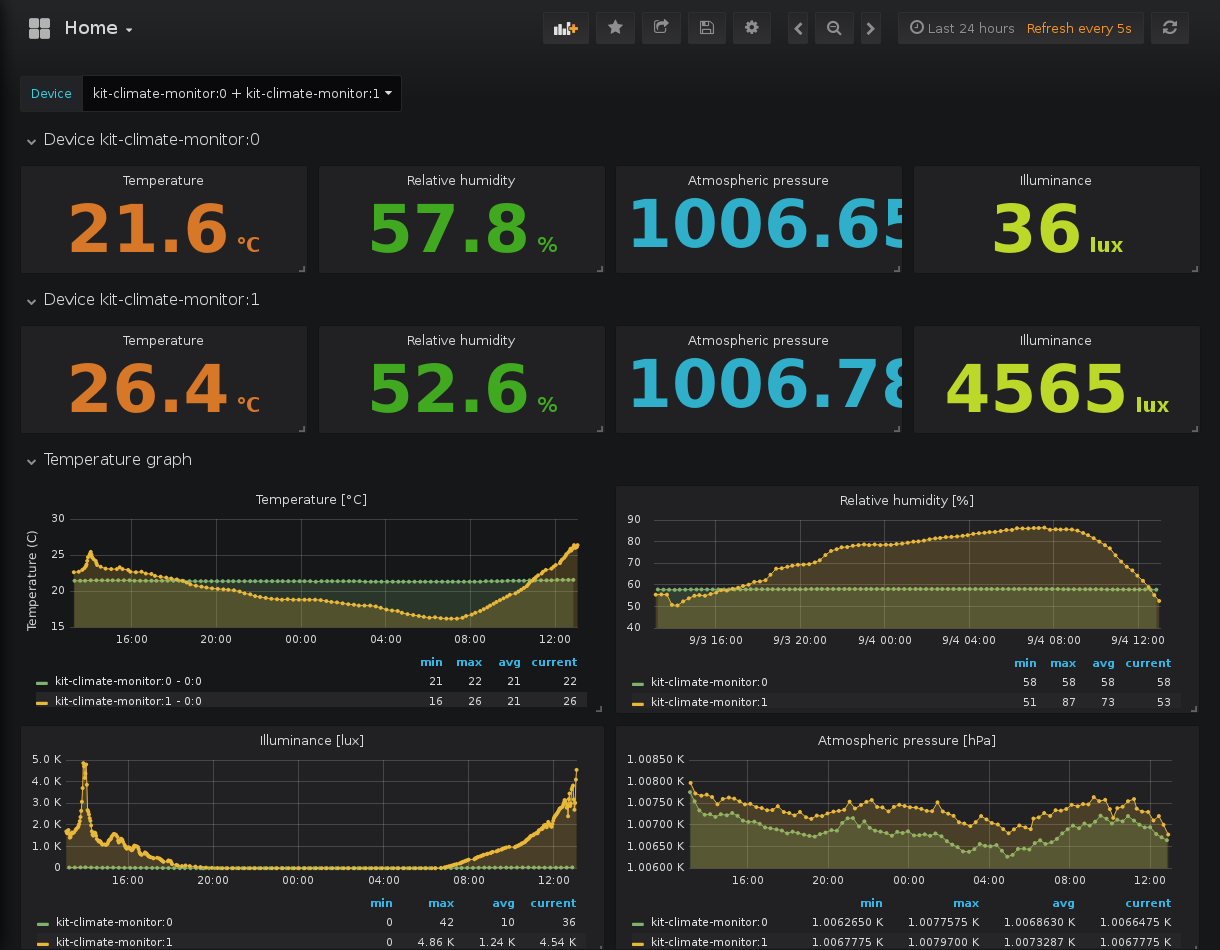 Home
Last 24 hours Refresh every 5s
Device kit-climate-monitor:0 + kit-climate-monitor:1
Device kit-climate-monitor:0
Temperature Relative humidity Atmospheric pressure Illuminance
21.6 °C 57.8 % 1006.65 36 lux
Device kit-climate-monitor:1
Temperature Relative humidity Atmospheric pressure Illuminance
26.4 °C 52.6 % 1006.78 4565 lux
Temperature graph
Temperature [°C]
Temperature (C)
30
25
20
15
16:00 20:00 00:00 04:00 08:00 12:00
min max avg current
kit-climate-monitor:0 - 0:0 21 22 21 22
kit-climate-monitor:1 - 0:0 16 26 21 26
Relative humidity [%]
90
80
70
60
50
40
9/3 16:00 9/3 20:00 9/4 00:00 9/4 04:00 9/4 08:00 9/4 12:00
min max avg current
kit-climate-monitor:0 58 58 58 58
kit-climate-monitor:1 51 87 73 53
Illuminance [lux]
5.0 K
4.0 K
3.0 K
2.0 K
1.0 K
0
16:00 20:00 00:00 04:00 08:00 12:00
min max avg current
kit-climate-monitor:0 0 42 10 36
kit-climate-monitor:1 0 4.86 K 1.24 K 4.54 K
Atmospheric pressure [hPa]
1.00850 K
1.00800 K
1.00750 K
1.00700 K
1.00650 K
1.00600 K
16:00 20:00 00:00 04:00 08:00 12:00
min max avg current
kit-climate-monitor:0 1.0062650 K 1.0077575 K 1.0068630 K 1.0066475 K
kit-climate-monitor:1 1.0067775 K 1.0079700 K 1.0073287 K 1.0067775 K